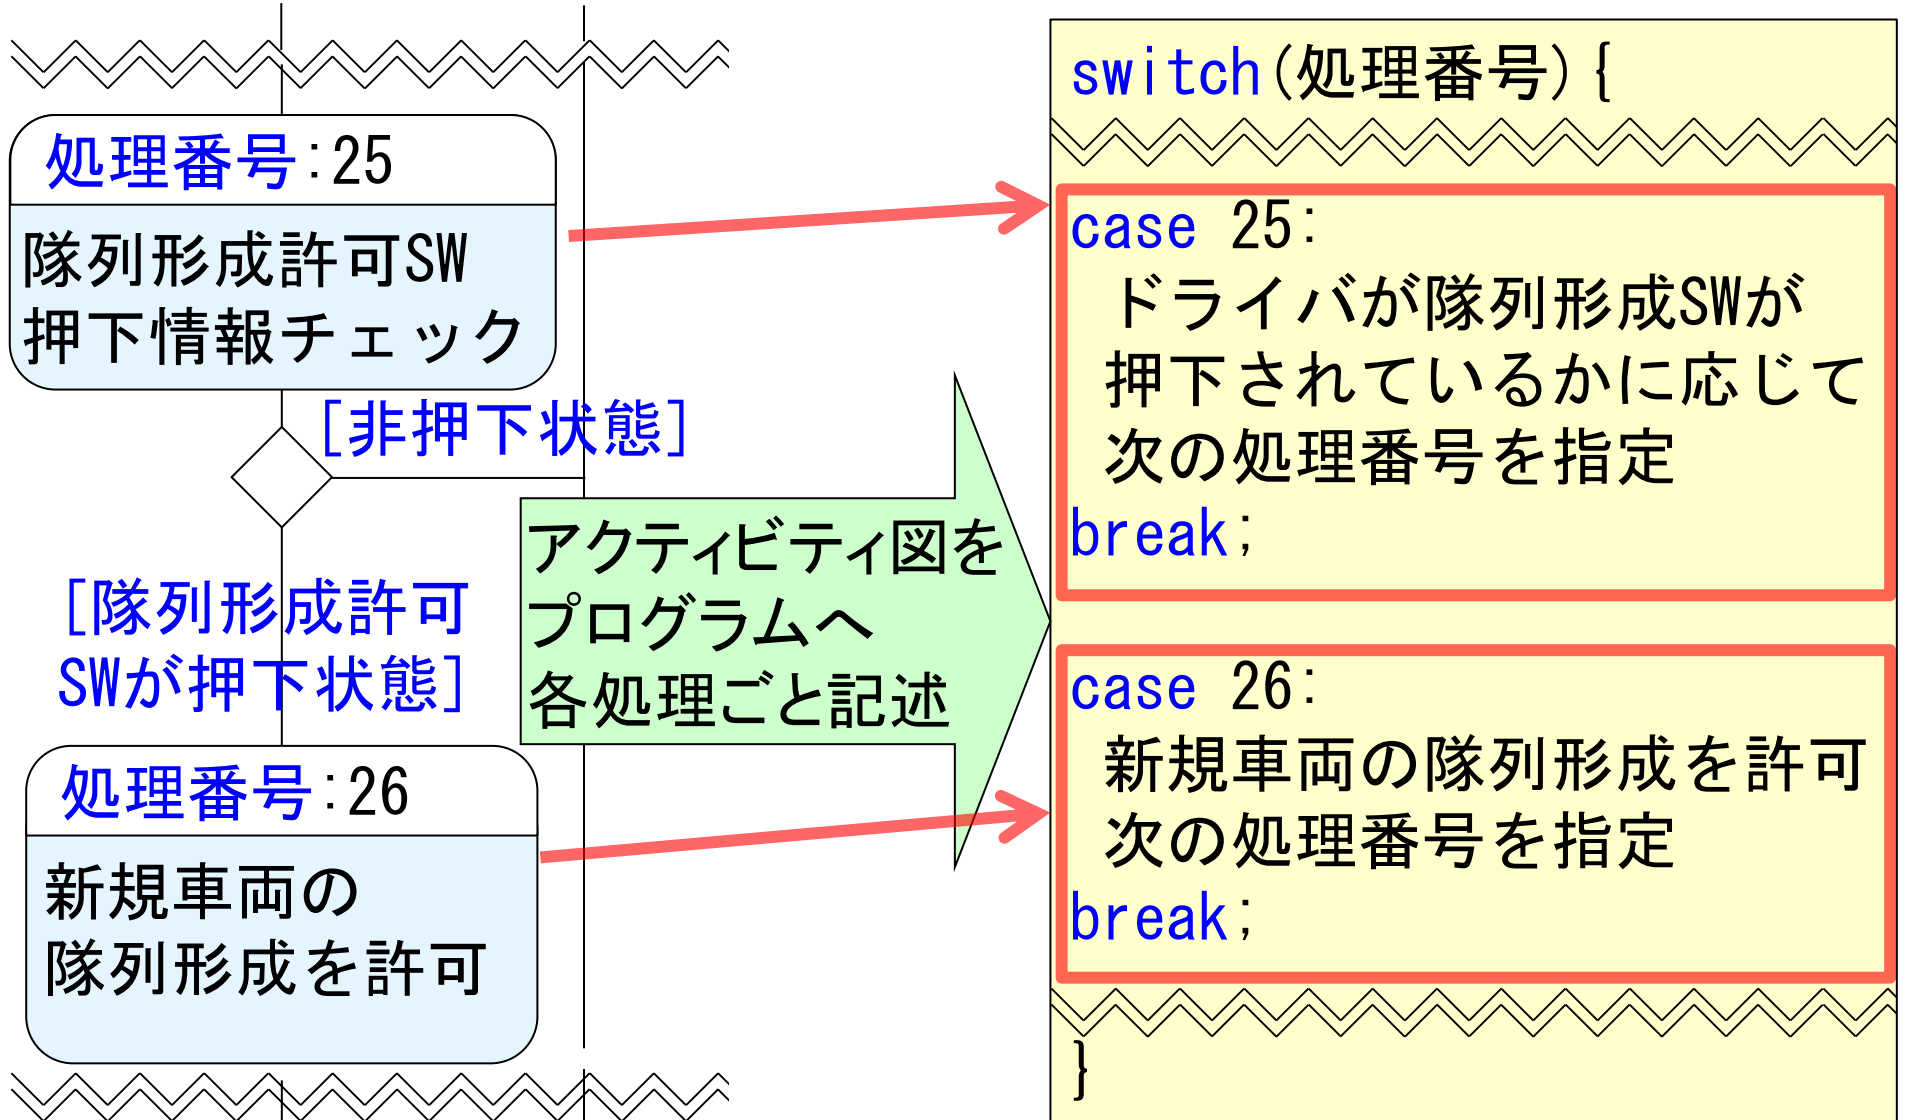 処理番号:25
隊列形成許可SW
押下情報チェック
[非押下状態]
[隊列形成許可
SWが押下状態]
処理番号:26
新規車両の
隊列形成を許可
アクティビティ図を
プログラムへ
各処理ごと記述
switch(処理番号){
case 25:
ドライバが隊列形成SWが
押下されているかに応じて
次の処理番号を指定
break;
case 26:
新規車両の隊列形成を許可
次の処理番号を指定
break;
}